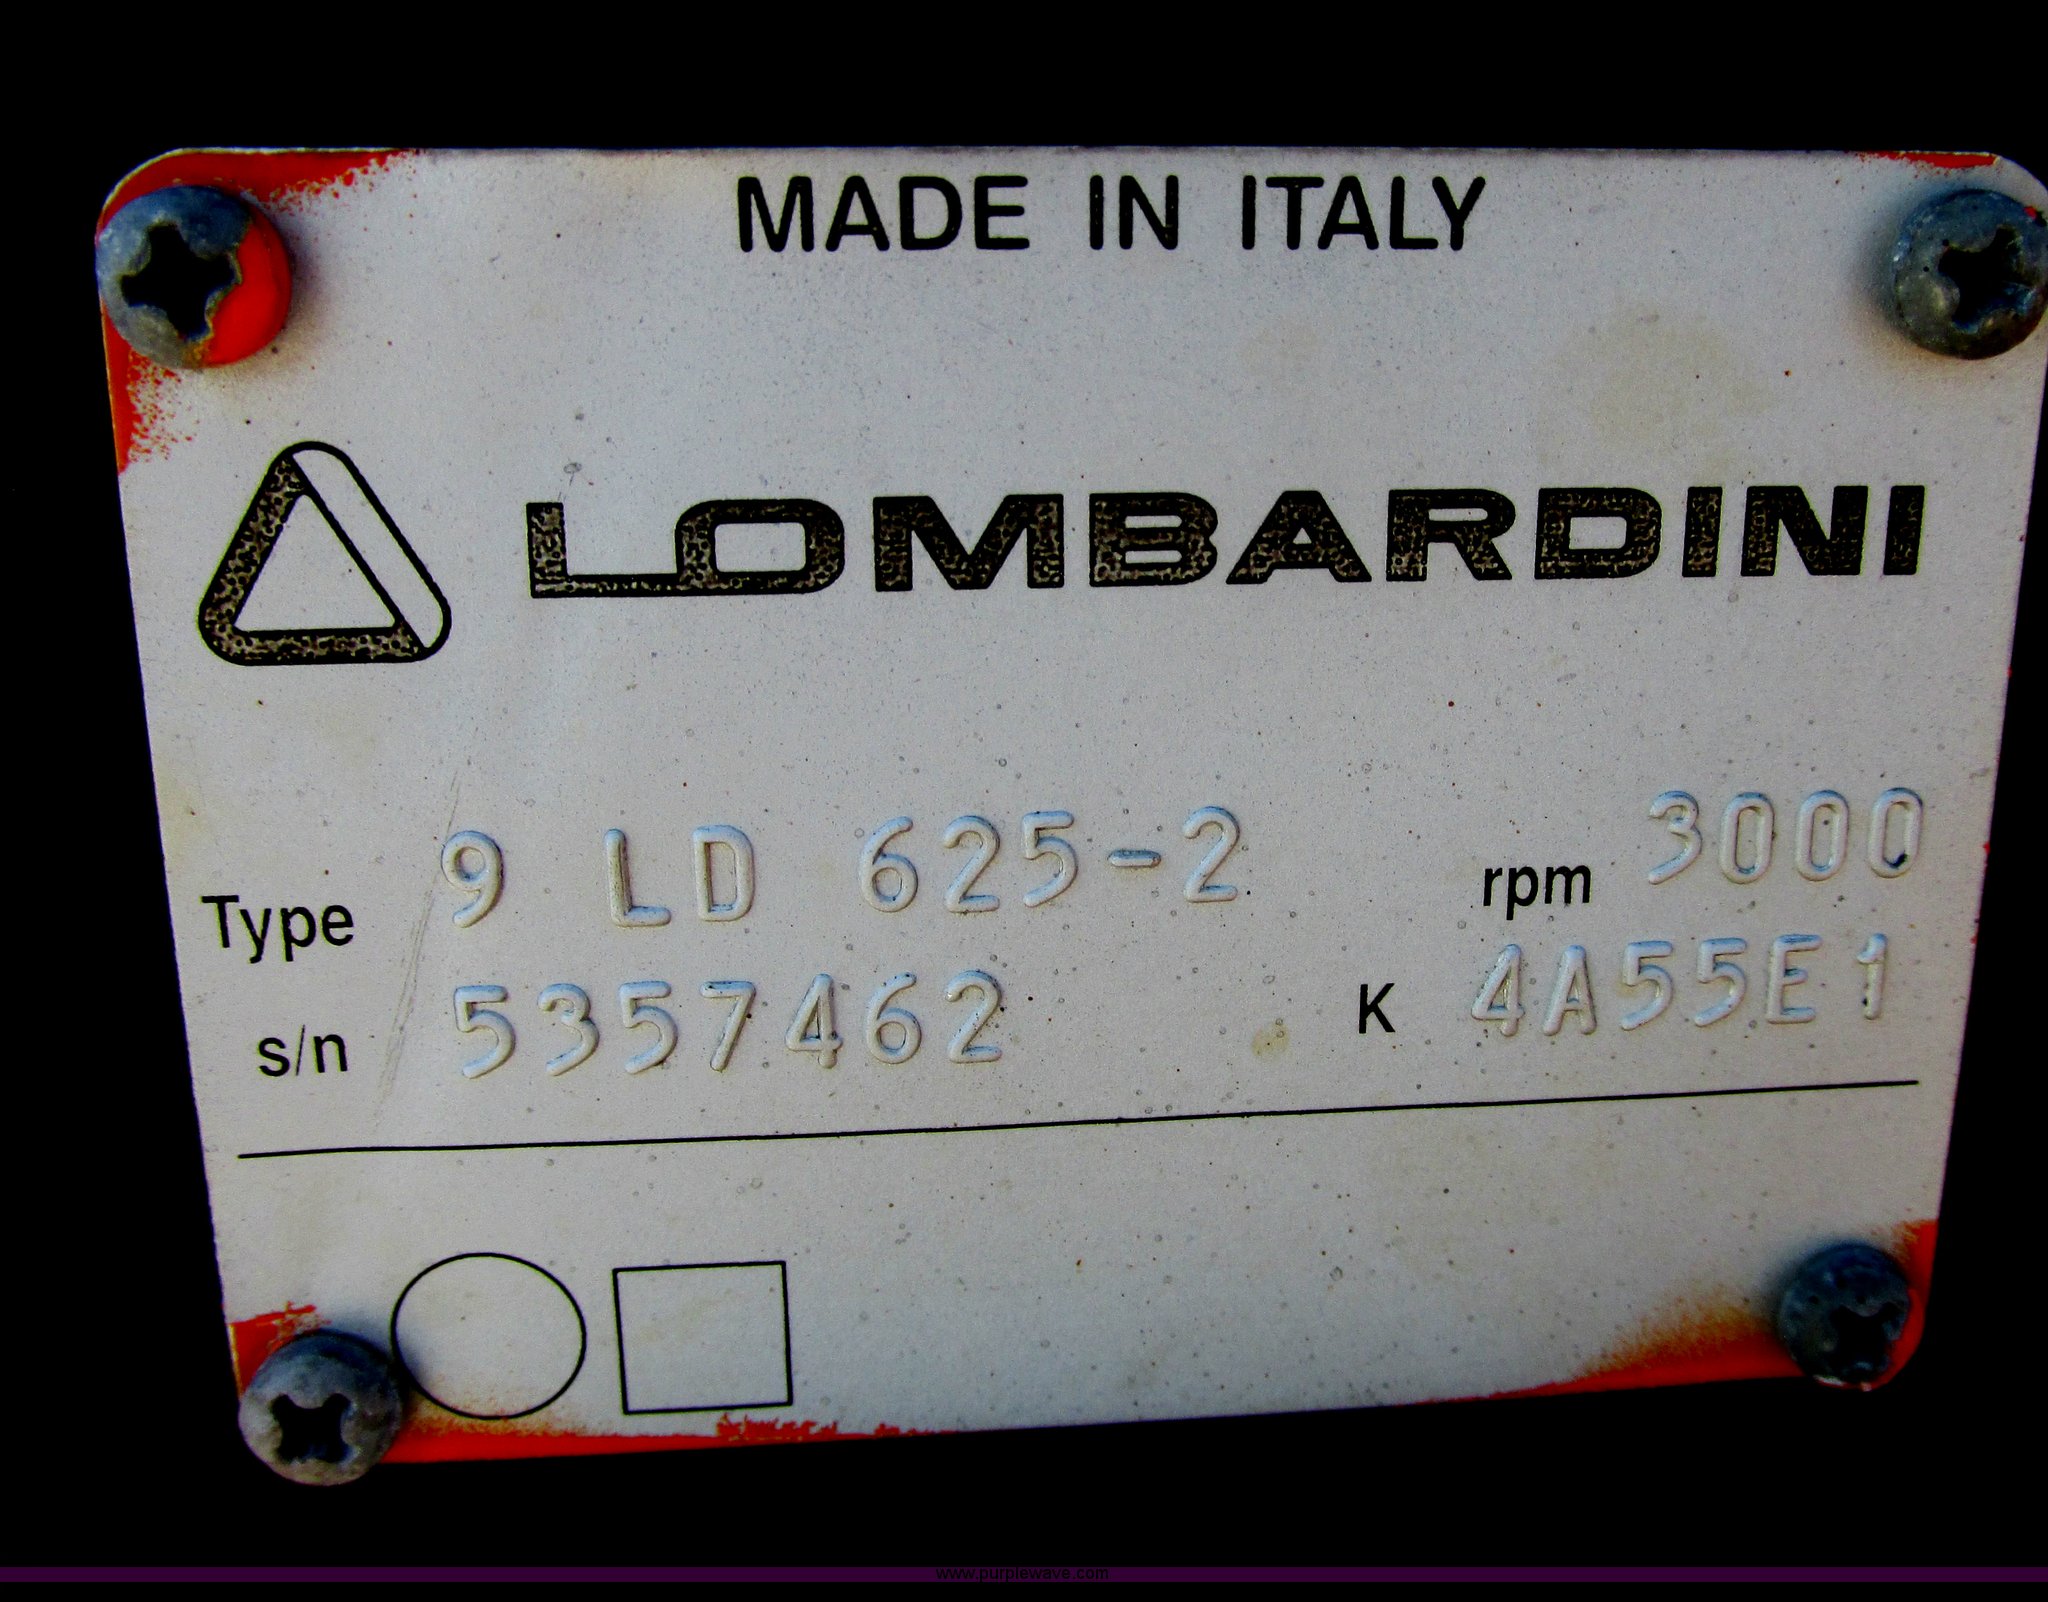 MADE IN ITALY
LOMBARDINI
Type 9 LD 625-2 rpm 3000
s/n 5357462 K 4A55E1
www.purplewave.com